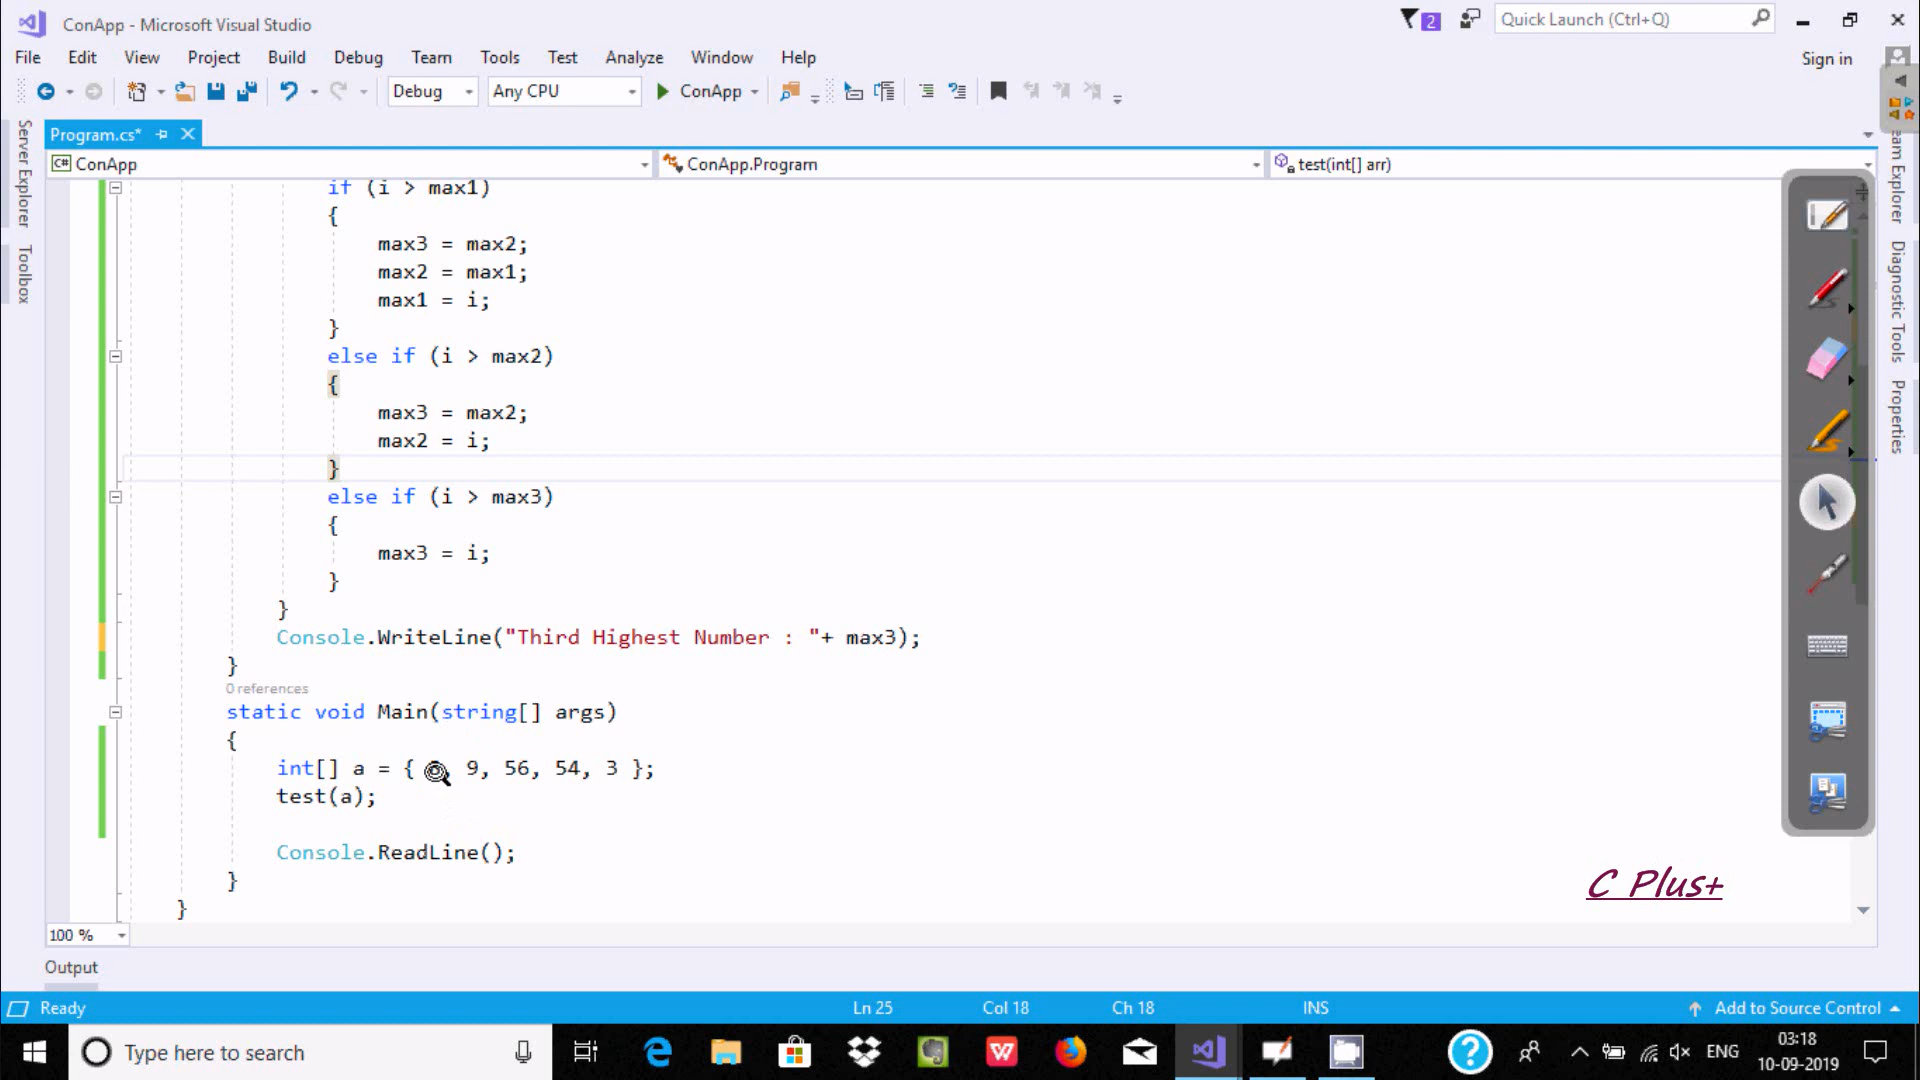 ConApp - Microsoft Visual Studio
2
Quick Launch (Ctrl+Q)
File Edit View Project Build Debug Team Tools Test Analyze Window Help
Sign in
Debug Any CPU ConApp
Program.cs*
C# ConApp
ConApp.Program
test(int[] arr)
Server Explorer
Toolbox
Team Explorer
Diagnostic Tools
Properties
if (i > max1)
{
max3 = max2;
max2 = max1;
max1 = i;
}
else if (i > max2)
{
max3 = max2;
max2 = i;
}
else if (i > max3)
{
max3 = i;
}
}
Console.WriteLine("Third Highest Number : "+ max3);
}
0 references
static void Main(string[] args)
{
int[] a = { 9, 56, 54, 3 };
test(a);
Console.ReadLine();
}
}
C Plus+
100 %
Output
Ready Ln 25 Col 18 Ch 18 INS Add to Source Control
Type here to search
ENG
03:18
10-09-2019